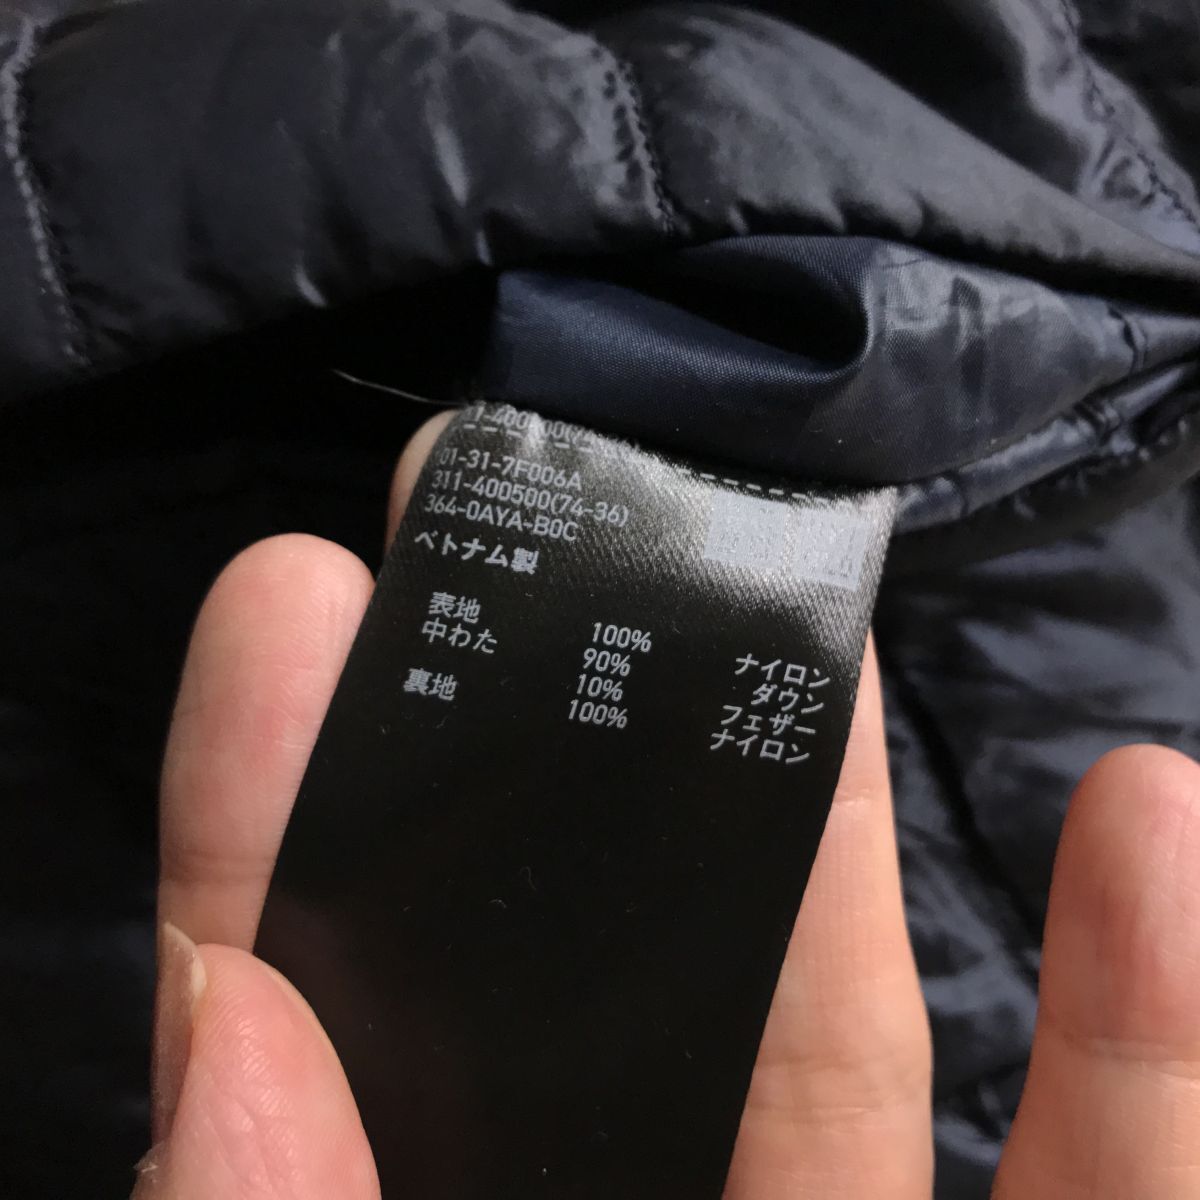 01-31-7F006A
311-400500(74-36)
364-0AYA-B0C
ベトナム製
表地 100% ナイロン
中わた 90% ダウン
10% フェザー
裏地 100% ナイロン